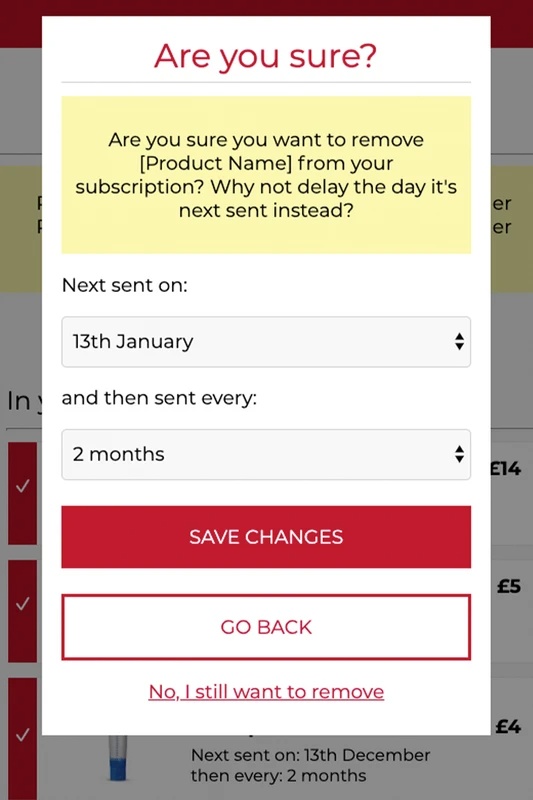 Are you sure?
Are you sure you want to remove
[Product Name] from your
subscription? Why not delay the day it's
next sent instead?
er
er
Next sent on:
13th January
In
and then sent every:
2 months
£14
SAVE CHANGES
£5
GO BACK
No, I still want to remove
£4
Next sent on: 13th December
then every: 2 months